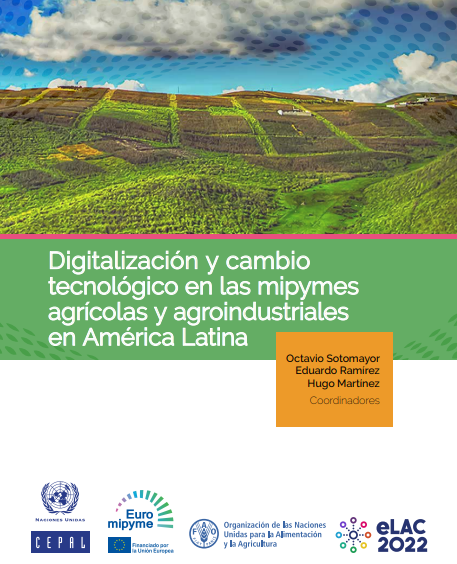 Digitalización y cambio
tecnológico en las mipymes
agrícolas y agroindustriales
en América Latina
Octavio Sotomayor
Eduardo Ramírez
Hugo Martínez
Coordinadores
NACIONES UNIDAS
CEPAL
Euro
mipyme
Financiado por
la Unión Europea
FAO
Organización de las Naciones
Unidas para la Alimentación
y la Agricultura
eLAC
2022